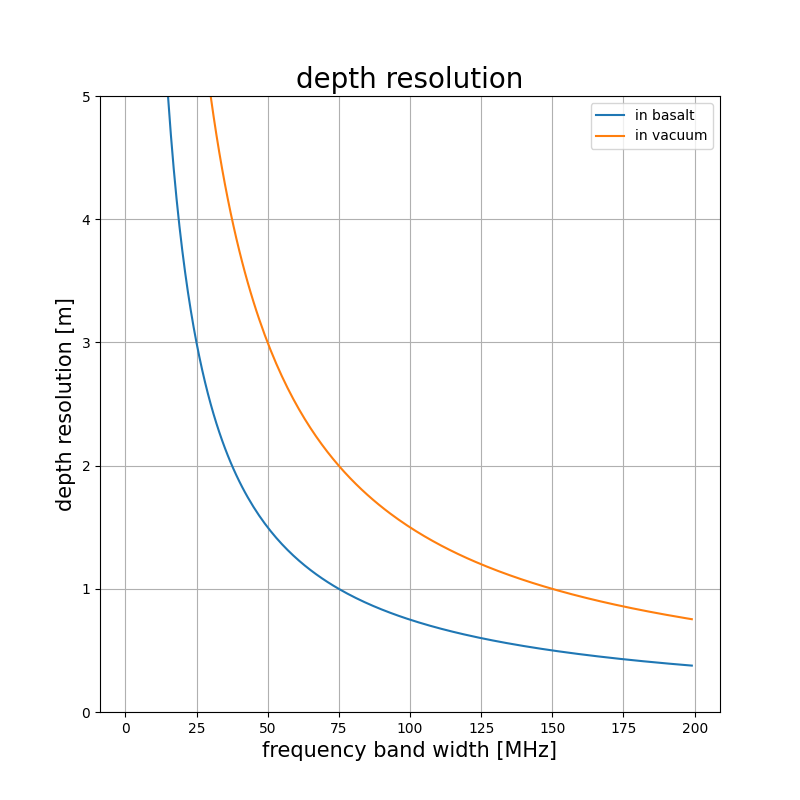 depth resolution
in basalt
in vacuum
5
4
3
2
1
0
depth resolution [m]
0 25 50 75 100 125 150 175 200
frequency band width [MHz]